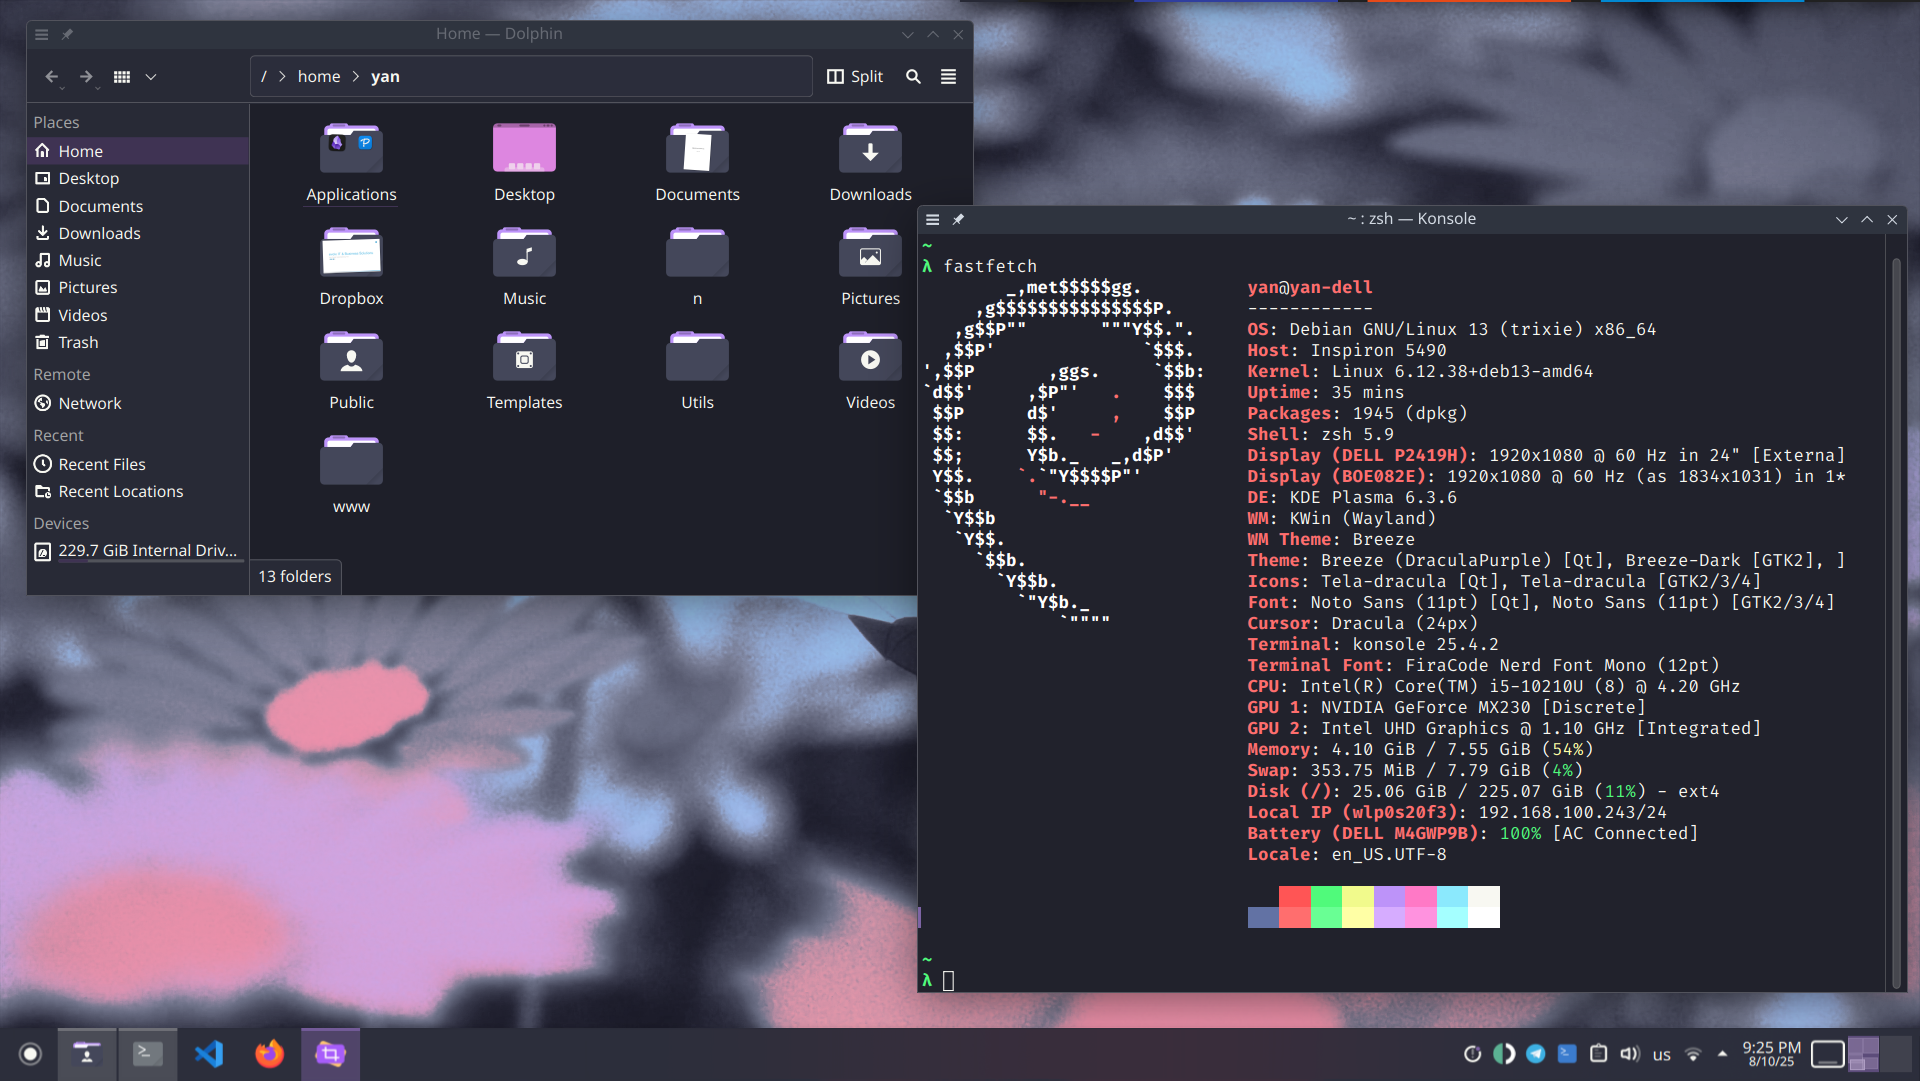 Home — Dolphin
/ > home > yan
Split
Places
Home
Desktop
Documents
Downloads
Music
Pictures
Videos
Trash
Remote
Network
Recent
Recent Files
Recent Locations
Devices
229.7 GiB Internal Driv...
Applications
Desktop
Documents
Downloads
Dropbox
Music
n
Pictures
Public
Templates
Utils
Videos
www
13 folders
~ : zsh — Konsole
~
λ fastfetch
_,met$$$$$gg.
,g$$$$$$$$$$$$$$$P.
,g$$P""       """Y$$.".
,$$P'              `$$$.
',$$P       ,ggs.     `$$b:
`d$$'     ,$P"'   .    $$$
$$P      d$'     ,    $$P
$$:      $$.   -    ,d$$'
$$;      Y$b._   _,d$P'
Y$$.    `.`"Y$$$$P"'
`$$b      "-.__
`Y$$b
`Y$$.
`$$b.
`Y$$b.
`"Y$b._
`""""
yan@yan-dell
------------
OS: Debian GNU/Linux 13 (trixie) x86_64
Host: Inspiron 5490
Kernel: Linux 6.12.38+deb13-amd64
Uptime: 35 mins
Packages: 1945 (dpkg)
Shell: zsh 5.9
Display (DELL P2419H): 1920x1080 @ 60 Hz in 24" [Externa]
Display (BOE082E): 1920x1080 @ 60 Hz (as 1834x1031) in 1*
DE: KDE Plasma 6.3.6
WM: KWin (Wayland)
WM Theme: Breeze
Theme: Breeze (DraculaPurple) [Qt], Breeze-Dark [GTK2], ]
Icons: Tela-dracula [Qt], Tela-dracula [GTK2/3/4]
Font: Noto Sans (11pt) [Qt], Noto Sans (11pt) [GTK2/3/4]
Cursor: Dracula (24px)
Terminal: konsole 25.4.2
Terminal Font: FiraCode Nerd Font Mono (12pt)
CPU: Intel(R) Core(TM) i5-10210U (8) @ 4.20 GHz
GPU 1: NVIDIA GeForce MX230 [Discrete]
GPU 2: Intel UHD Graphics @ 1.10 GHz [Integrated]
Memory: 4.10 GiB / 7.55 GiB (54%)
Swap: 353.75 MiB / 7.79 GiB (4%)
Disk (/): 25.06 GiB / 225.07 GiB (11%) - ext4
Local IP (wlp0s20f3): 192.168.100.243/24
Battery (DELL M4GWP9B): 100% [AC Connected]
Locale: en_US.UTF-8
~
λ
us
9:25 PM
8/10/25